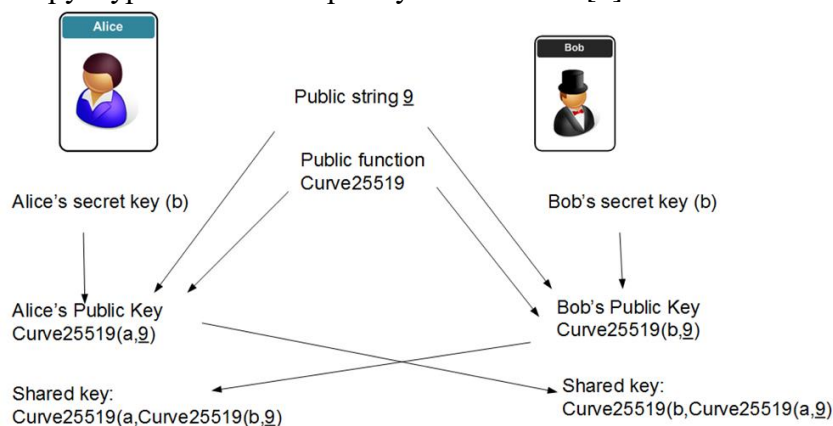 Alice
Bob
Public string 9
Public function
Curve25519
Alice's secret key (b)
Bob's secret key (b)
Alice's Public Key
Curve25519(a,9)
Bob's Public Key
Curve25519(b,9)
Shared key:
Curve25519(a,Curve25519(b,9)
Shared key:
Curve25519(b,Curve25519(a,9)